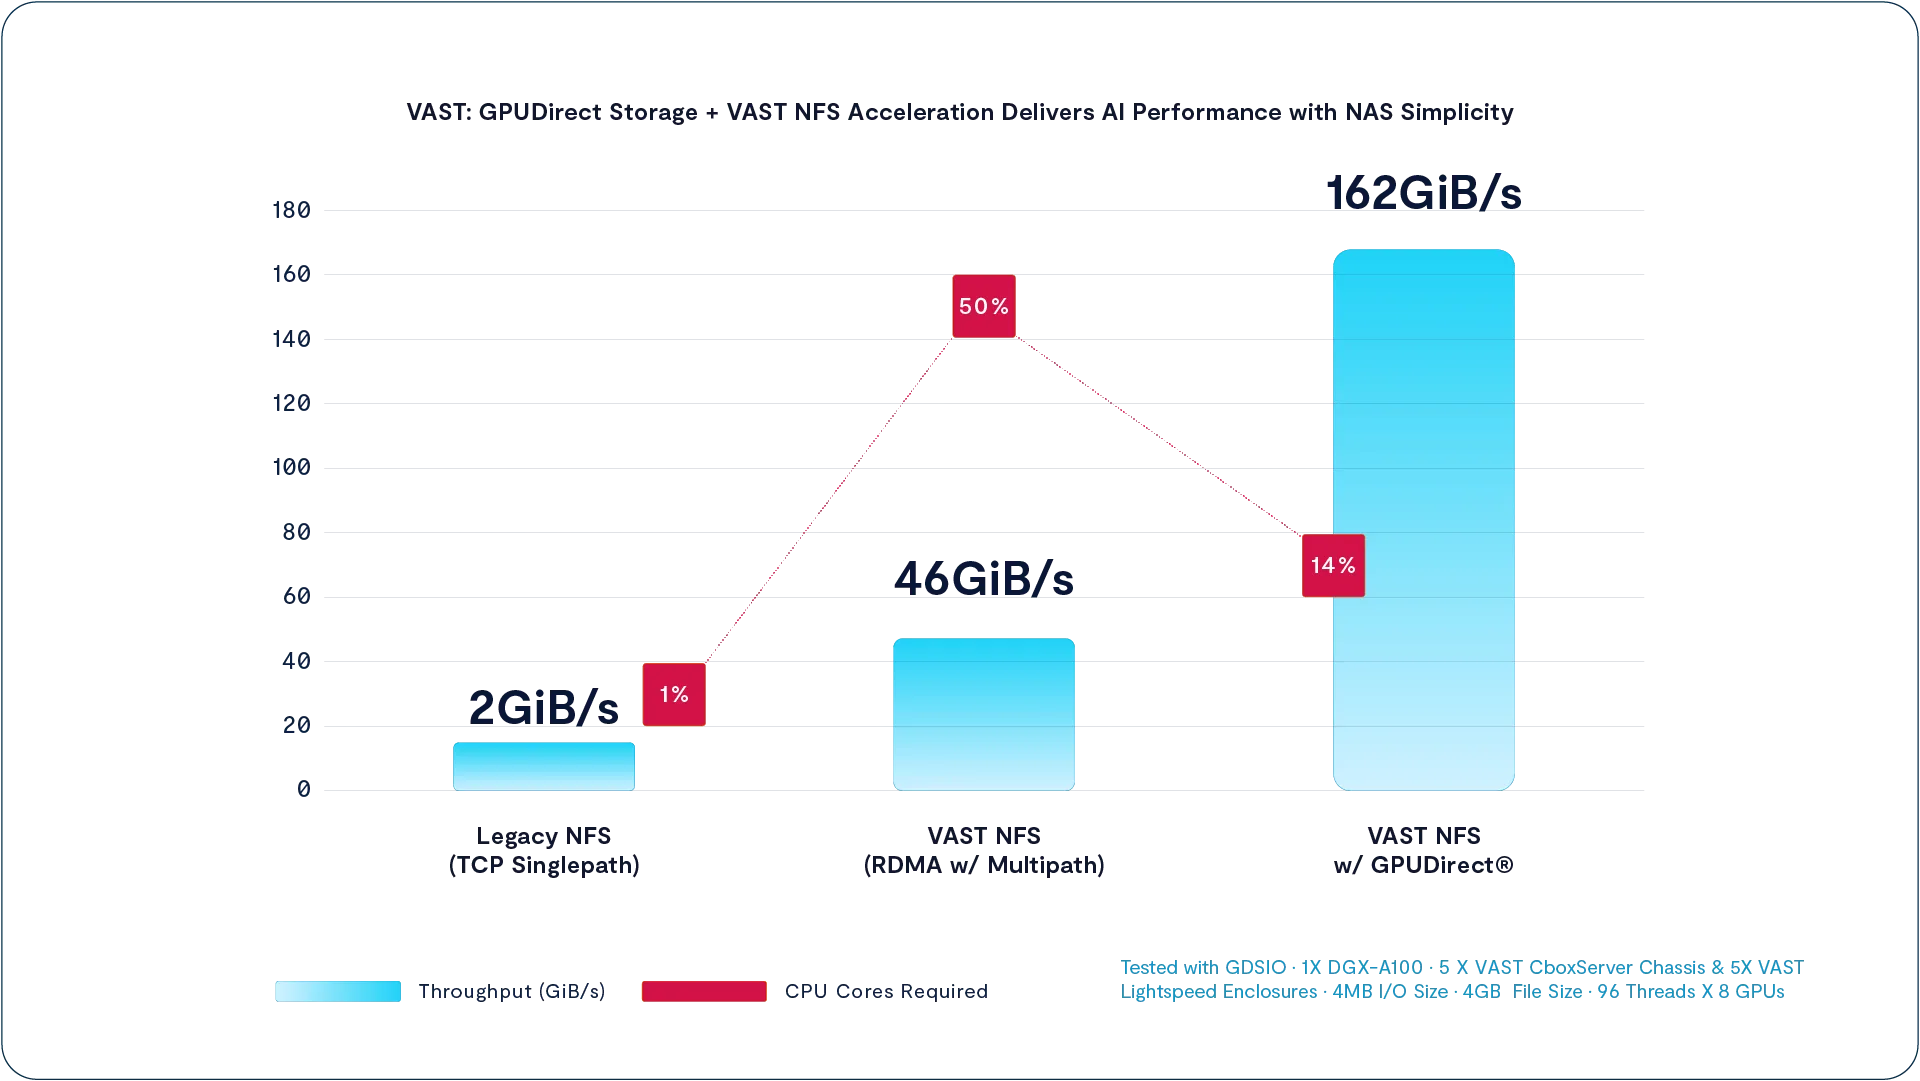 VAST: GPUDirect Storage + VAST NFS Acceleration Delivers AI Performance with NAS Simplicity
162GiB/s
180
160
50%
140
120
100
80
14%
46GiB/s
60
40
1%
2GiB/s
20
0
Legacy NFS
(TCP Singlepath)
VAST NFS
(RDMA w/ Multipath)
VAST NFS
w/ GPUDirect®
Throughput (GiB/s)
CPU Cores Required
Tested with GDSIO · 1X DGX-A100 · 5 X VAST CboxServer Chassis & 5X VAST
Lightspeed Enclosures · 4MB I/O Size · 4GB File Size · 96 Threads X 8 GPUs